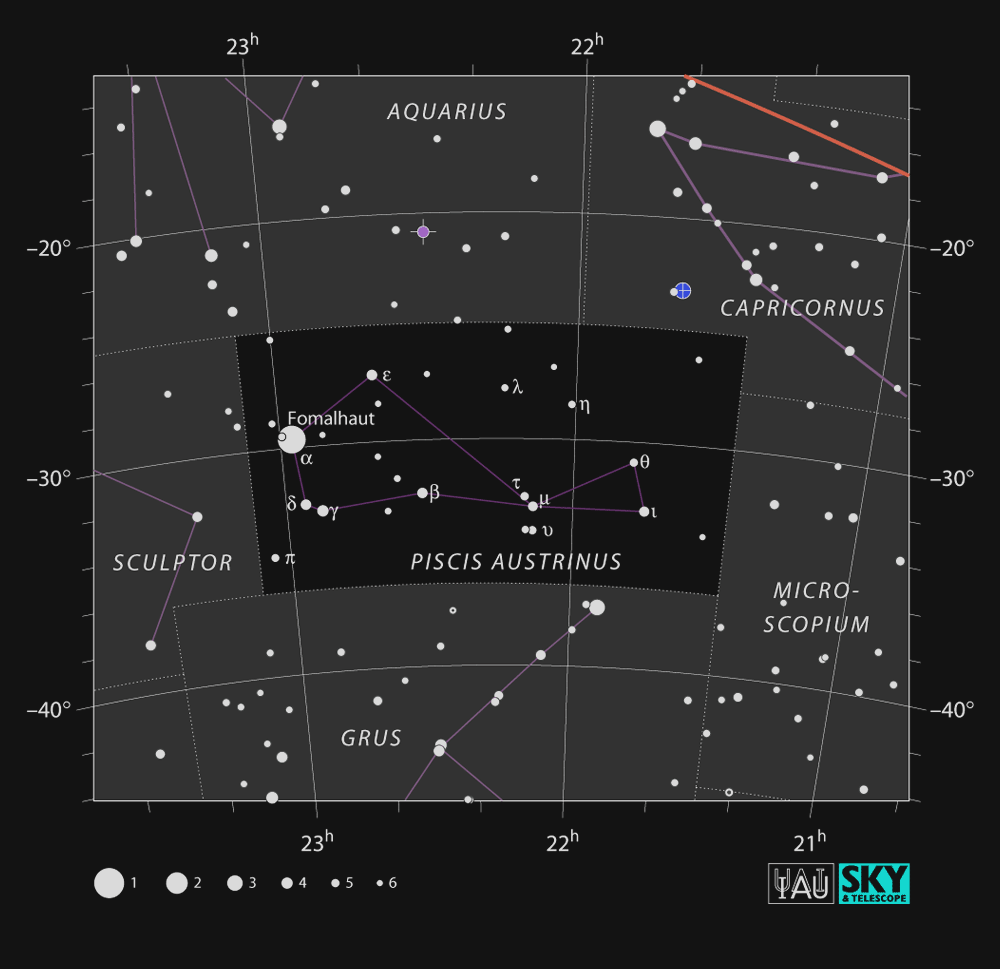 23h
22h
AQUARIUS
–20°
–20°
CAPRICORNUS
ε
λ
η
Fomalhaut
α
θ
–30°
–30°
τ
β
μ
δ
γ
ι
υ
π
SCULPTOR
PISCIS AUSTRINUS
MICRO-
SCOPIUM
–40°
–40°
GRUS
23h
22h
21h
1 2 3 4 5 6
IAU
SKY
& TELESCOPE